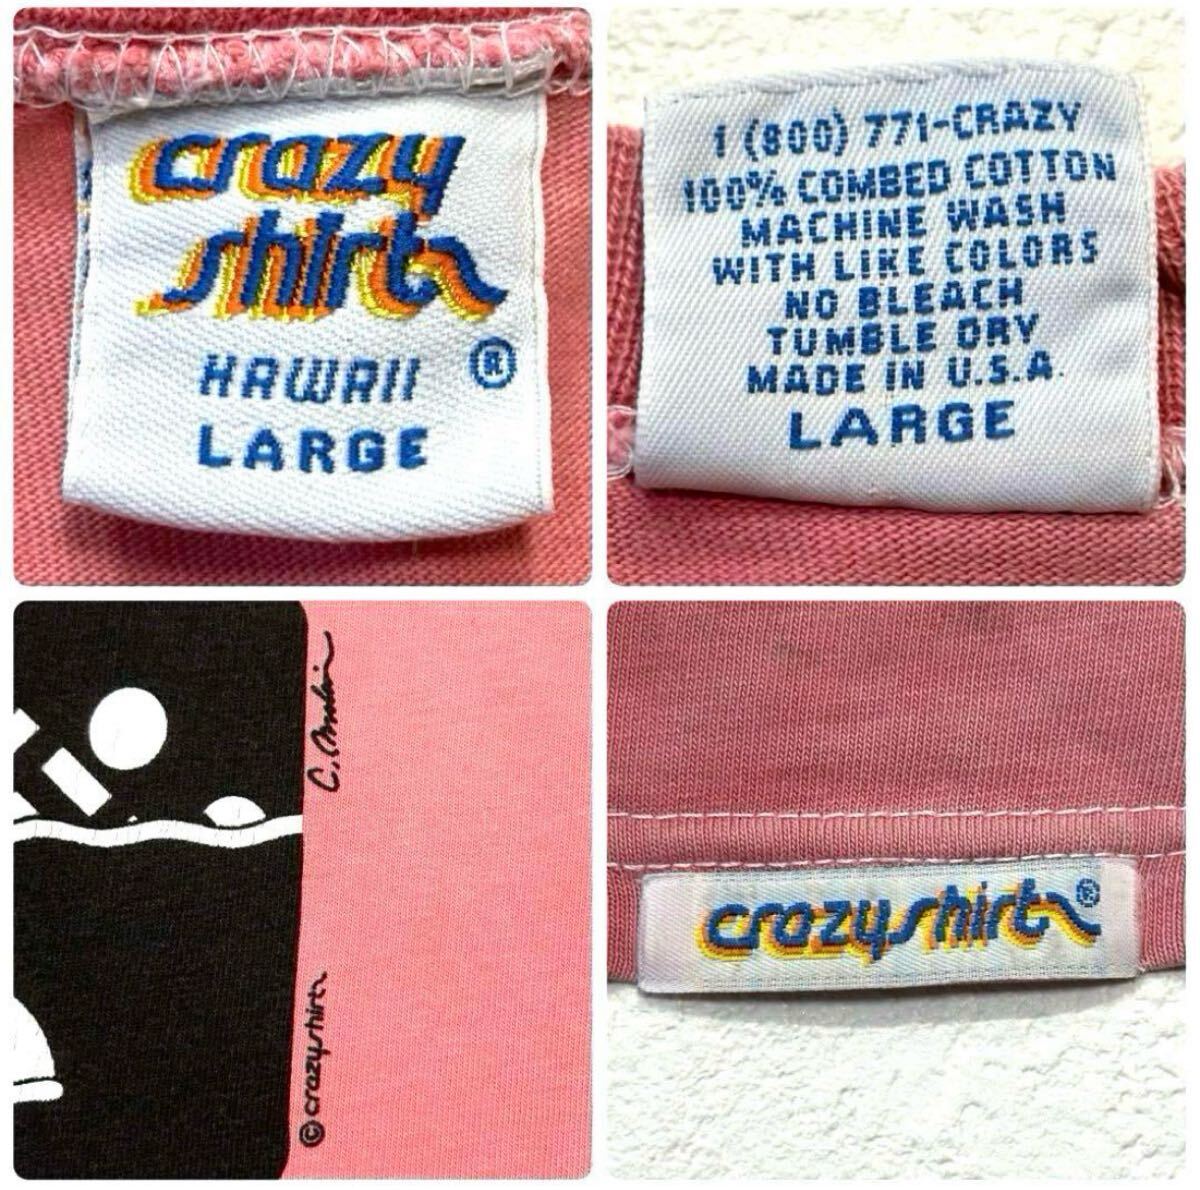 crazy
shirts
HAWAII ®
LARGE
1 (800) 771-CRAZY
100% COMBED COTTON
MACHINE WASH
WITH LIKE COLORS
NO BLEACH
TUMBLE DRY
MADE IN U.S.A.
LARGE
© crazy shirts
crazy shirts ®